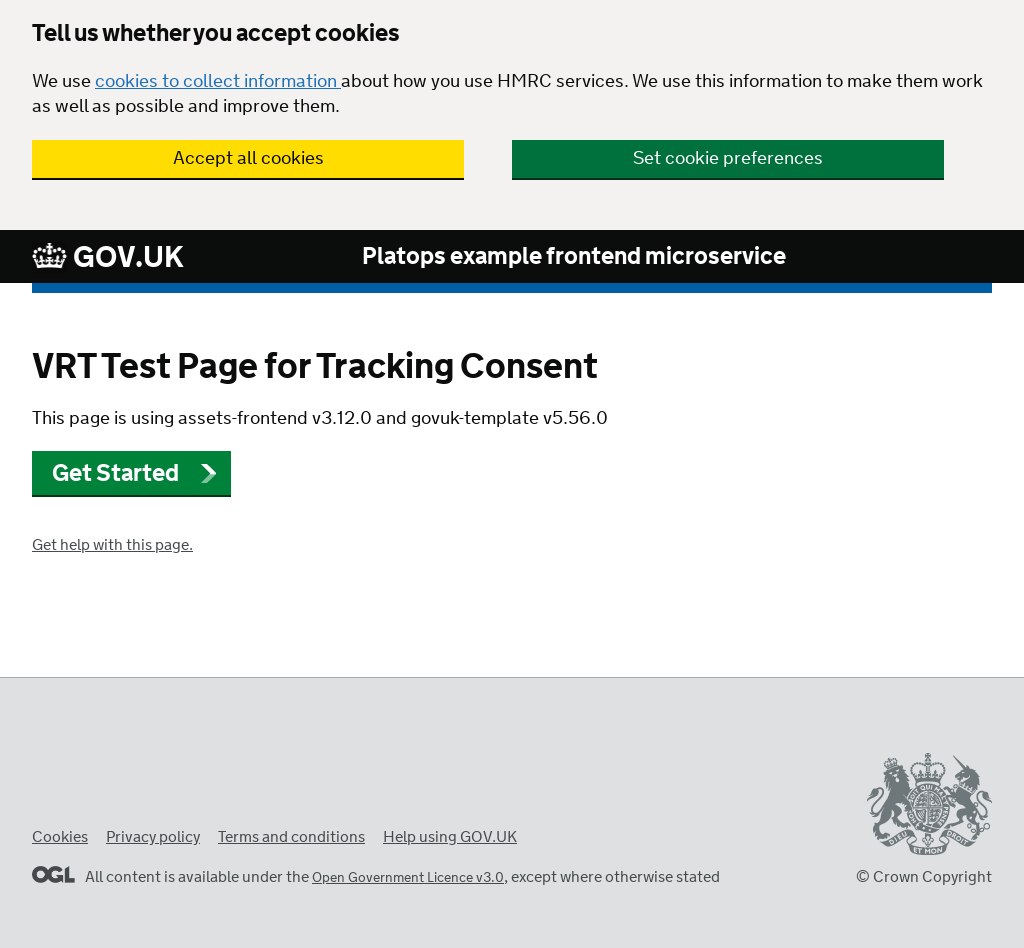 Tell us whether you accept cookies
We use cookies to collect information about how you use HMRC services. We use this information to make them work
as well as possible and improve them.
Accept all cookies
Set cookie preferences
GOV.UK
Platops example frontend microservice
VRT Test Page for Tracking Consent
This page is using assets-frontend v3.12.0 and govuk-template v5.56.0
Get Started
Get help with this page.
DIEU ET MON DROIT
Cookies Privacy policy Terms and conditions Help using GOV.UK
OGL All content is available under the Open Government Licence v3.0, except where otherwise stated
© Crown Copyright